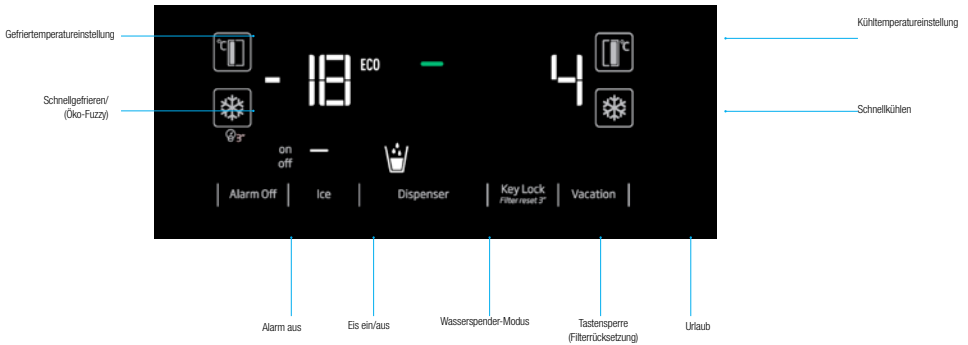 Gefriertemperatureinstellung
Schnellgefrieren/
(Öko-Fuzzy)
°C
- 18 ECO
4
°C
3"
on
off
Alarm Off
Ice
Dispenser
Key Lock
Filter reset 3"
Vacation
Kühltemperatureinstellung
Schnellkühlen
Alarm aus
Eis ein/aus
Wasserspender-Modus
Tastensperre
(Filterrücksetzung)
Urlaub